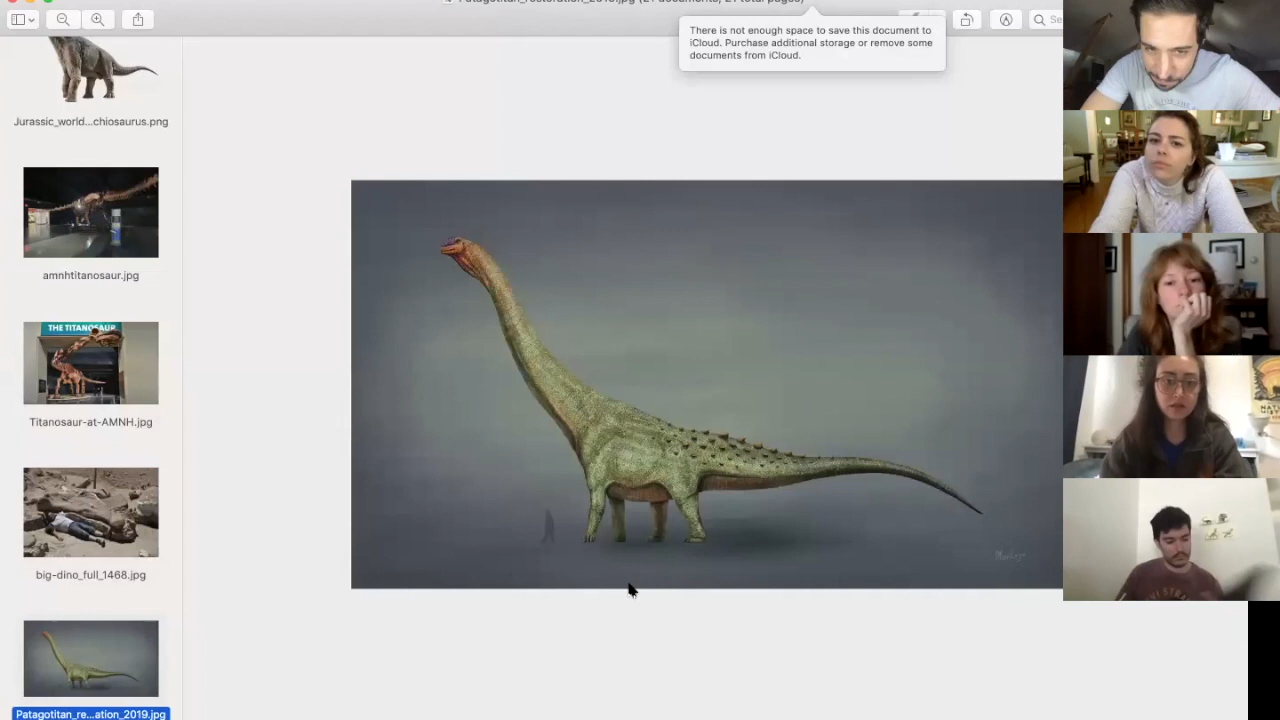 There is not enough space to save this document to
iCloud. Purchase additional storage or remove some
documents from iCloud.
Se
Jurassic_world...chiosaurus.png
amnhtitanosaur.jpg
THE TITANOSAUR
Titanosaur-at-AMNH.jpg
big-dino_full_1468.jpg
Patagotitan_re...ation_2019.jpg